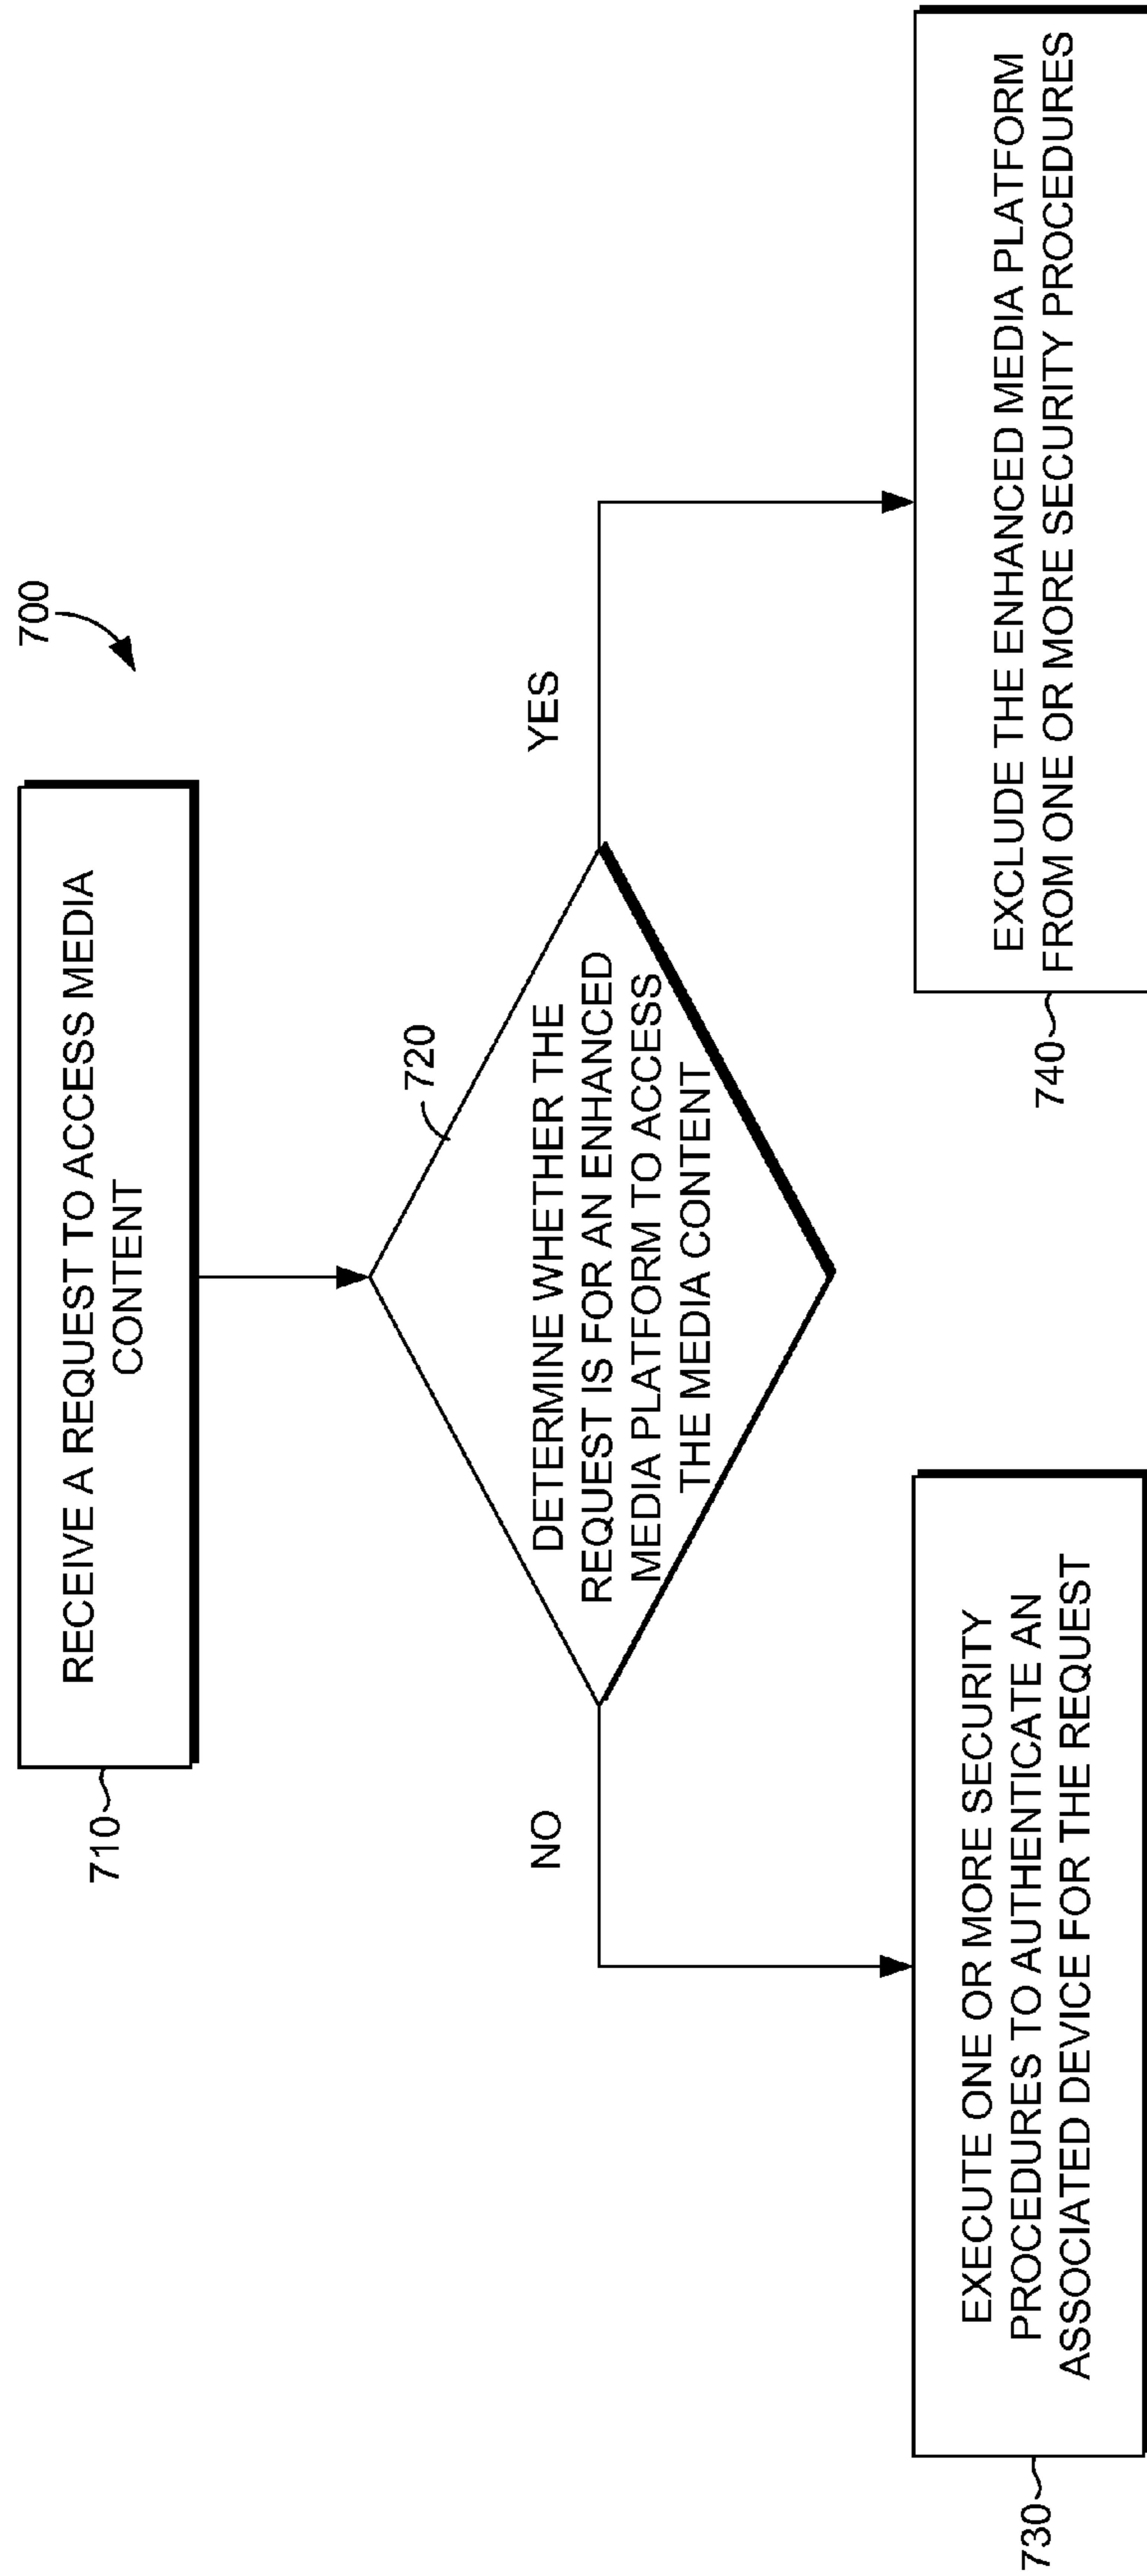 700
710
RECEIVE A REQUEST TO ACCESS MEDIA
CONTENT
720
DETERMINE WHETHER THE
REQUEST IS FOR AN ENHANCED
MEDIA PLATFORM TO ACCESS
THE MEDIA CONTENT
NO
YES
730
EXECUTE ONE OR MORE SECURITY
PROCEDURES TO AUTHENTICATE AN
ASSOCIATED DEVICE FOR THE REQUEST
740
EXCLUDE THE ENHANCED MEDIA PLATFORM
FROM ONE OR MORE SECURITY PROCEDURES